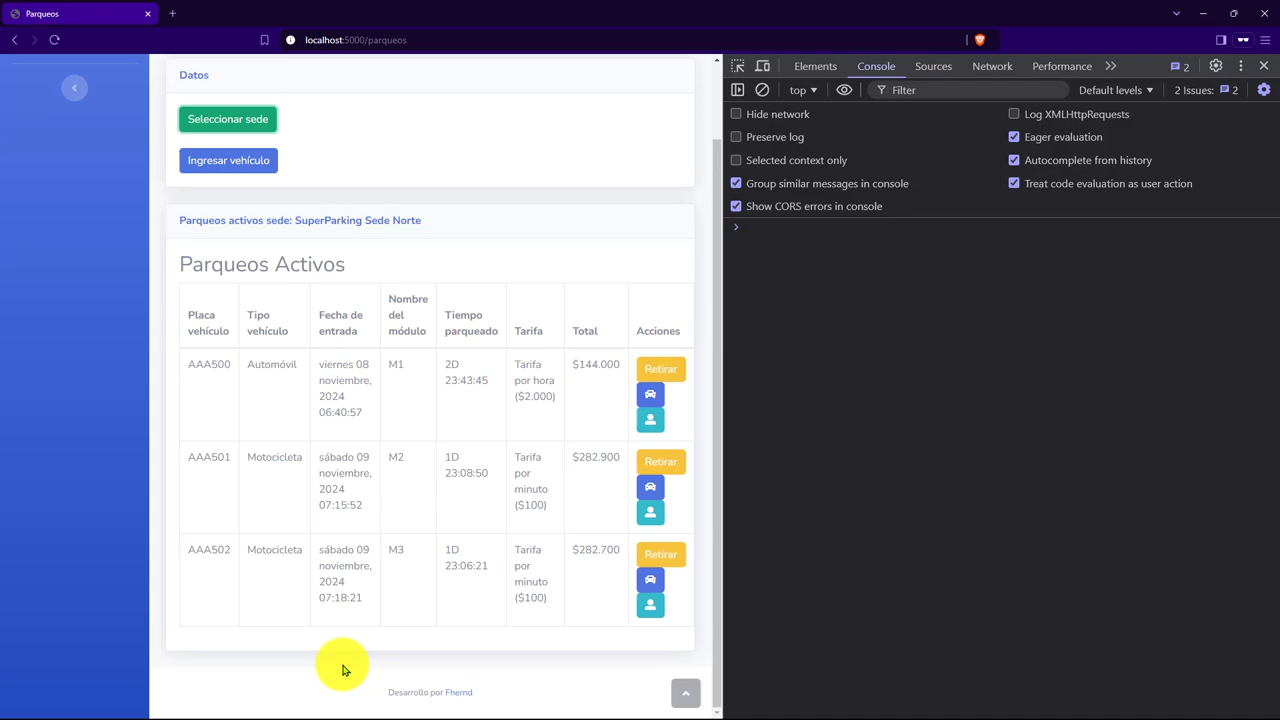 Parqueos
localhost:5000/parqueos
Datos
Seleccionar sede
Ingresar vehículo
Parqueos activos sede: SuperParking Sede Norte
Parqueos Activos
Placa vehículo Tipo vehículo Fecha de entrada Nombre del módulo Tiempo parqueado Tarifa Total Acciones
AAA500 Automóvil viernes 08 noviembre, 2024 06:40:57 M1 2D 23:43:45 Tarifa por hora ($2.000) $144.000 Retirar
AAA501 Motocicleta sábado 09 noviembre, 2024 07:15:52 M2 1D 23:08:50 Tarifa por minuto ($100) $282.900 Retirar
AAA502 Motocicleta sábado 09 noviembre, 2024 07:18:21 M3 1D 23:06:21 Tarifa por minuto ($100) $282.700 Retirar
Desarrollo por Fhernd
Elements Console Sources Network Performance 2
top Filter Default levels 2 Issues: 2
Hide network Log XMLHttpRequests
Preserve log Eager evaluation
Selected context only Autocomplete from history
Group similar messages in console Treat code evaluation as user action
Show CORS errors in console